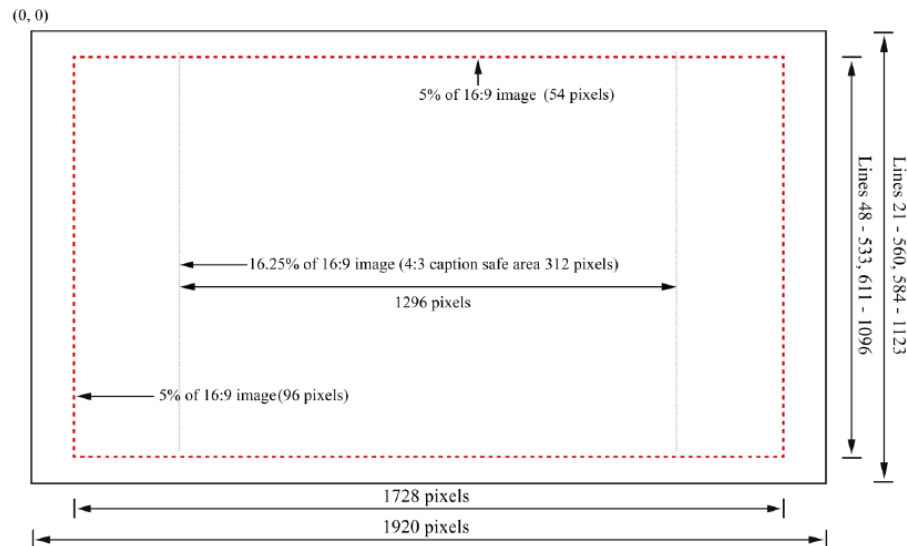 (0, 0)
5% of 16:9 image (54 pixels)
16.25% of 16:9 image (4:3 caption safe area 312 pixels)
1296 pixels
5% of 16:9 image(96 pixels)
1728 pixels
1920 pixels
Lines 48 - 533, 611 - 1096
Lines 21 - 560, 584 - 1123